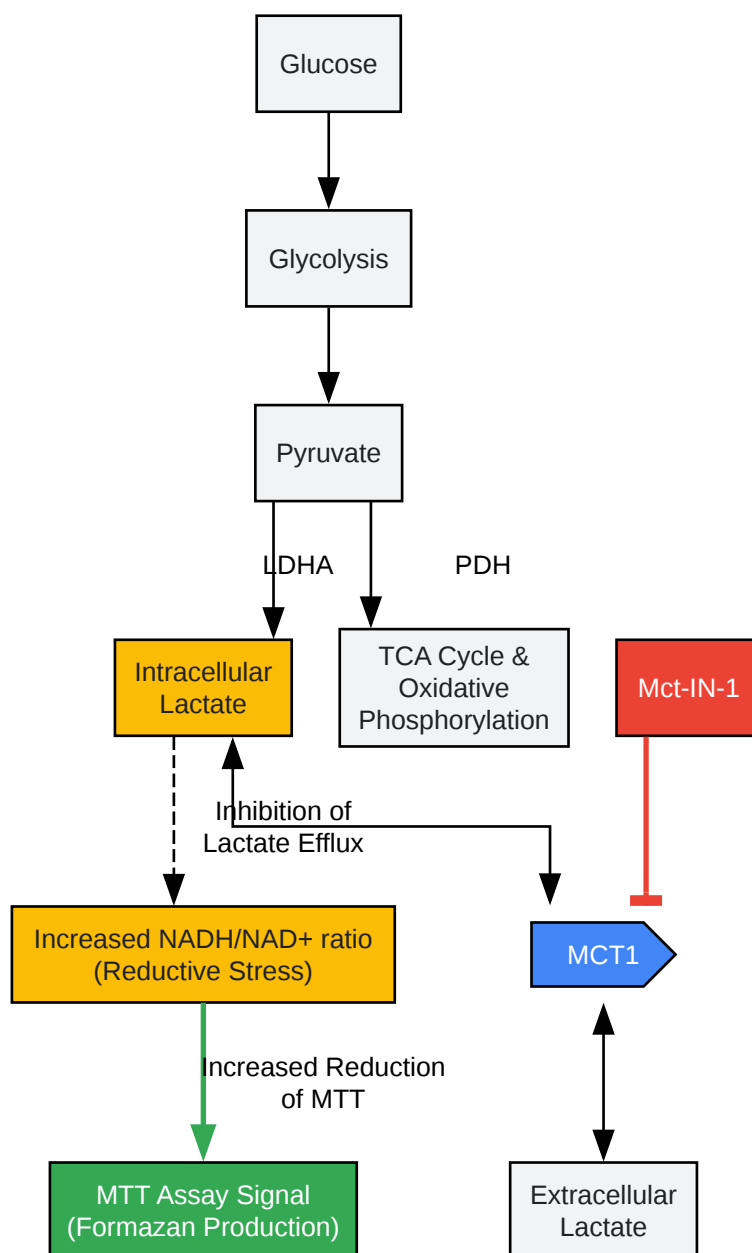 Glucose
Glycolysis
Pyruvate
LDHA
PDH
Intracellular
Lactate
TCA Cycle &
Oxidative
Phosphorylation
Mct-IN-1
Inhibition of
Lactate Efflux
Increased NADH/NAD+ ratio
(Reductive Stress)
MCT1
Increased Reduction
of MTT
MTT Assay Signal
(Formazan Production)
Extracellular
Lactate